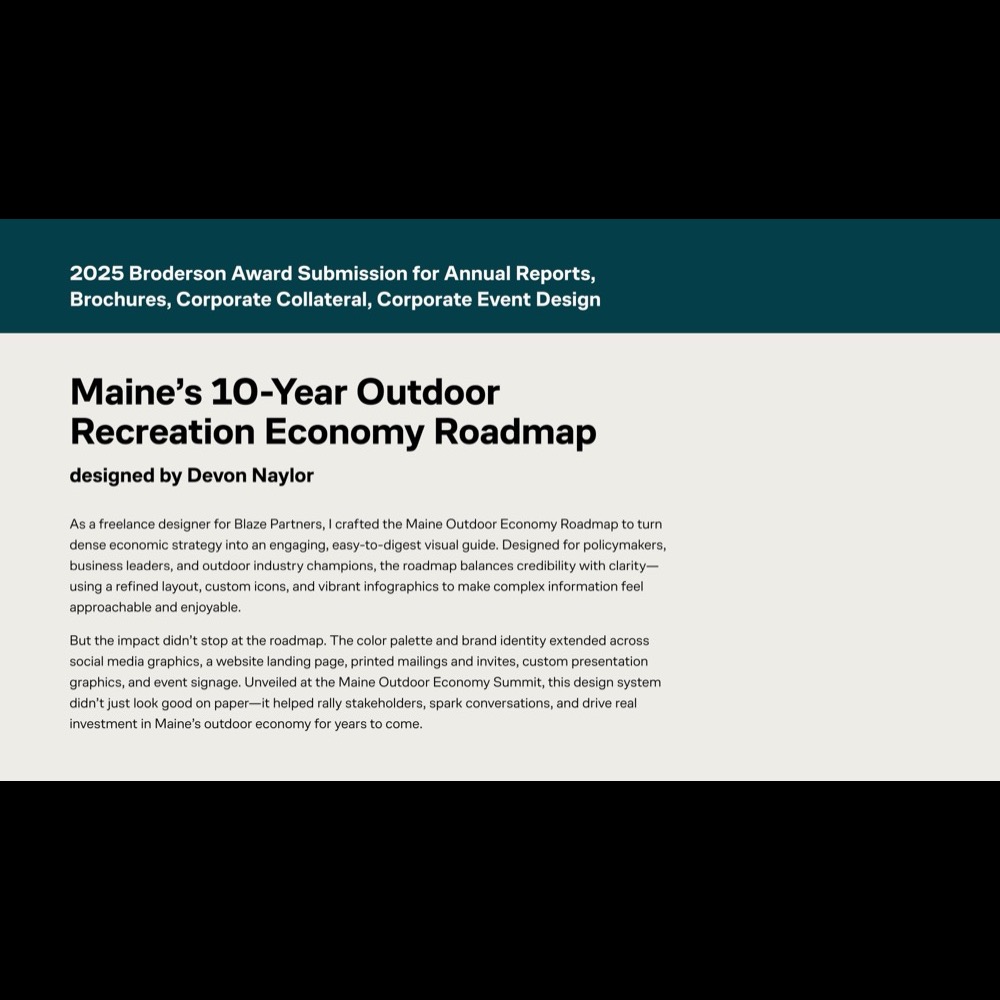 2025 Broderson Award Submission for Annual Reports,
Brochures, Corporate Collateral, Corporate Event Design
Maine’s 10-Year Outdoor
Recreation Economy Roadmap
designed by Devon Naylor
As a freelance designer for Blaze Partners, I crafted the Maine Outdoor Economy Roadmap to turn
dense economic strategy into an engaging, easy-to-digest visual guide. Designed for policymakers,
business leaders, and outdoor industry champions, the roadmap balances credibility with clarity—
using a refined layout, custom icons, and vibrant infographics to make complex information feel
approachable and enjoyable.
But the impact didn’t stop at the roadmap. The color palette and brand identity extended across
social media graphics, a website landing page, printed mailings and invites, custom presentation
graphics, and event signage. Unveiled at the Maine Outdoor Economy Summit, this design system
didn’t just look good on paper—it helped rally stakeholders, spark conversations, and drive real
investment in Maine’s outdoor economy for years to come.